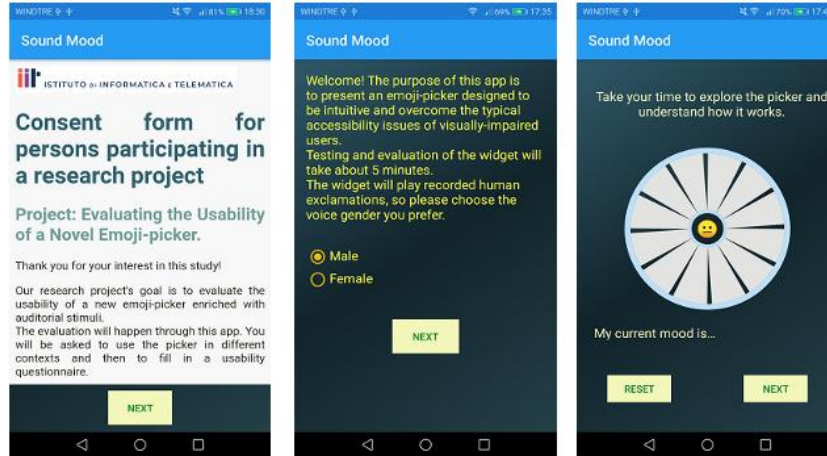 WINDTRE 81% 18:30
Sound Mood
iit ISTITUTO DI INFORMATICA E TELEMATICA
Consent form for
persons participating in
a research project
Project: Evaluating the Usability
of a Novel Emoji-picker.
Thank you for your interest in this study!
Our research project's goal is to evaluate the
usability of a new emoji-picker enriched with
auditorial stimuli.
The evaluation will happen through this app. You
will be asked to use the picker in different
contexts and then to fill in a usability
questionnaire.
NEXT
WINDTRE 69% 17:35
Sound Mood
Welcome! The purpose of this app is
to present an emoji-picker designed to
be intuitive and overcome the typical
accessibility issues of visually-impaired
users.
Testing and evaluation of the widget will
take about 5 minutes.
The widget will play recorded human
exclamations, so please choose the
voice gender you prefer.
Male
Female
NEXT
WINDTRE 70%
Sound Mood
Take your time to explore the picker and
understand how it works.
My current mood is...
RESET
NEXT